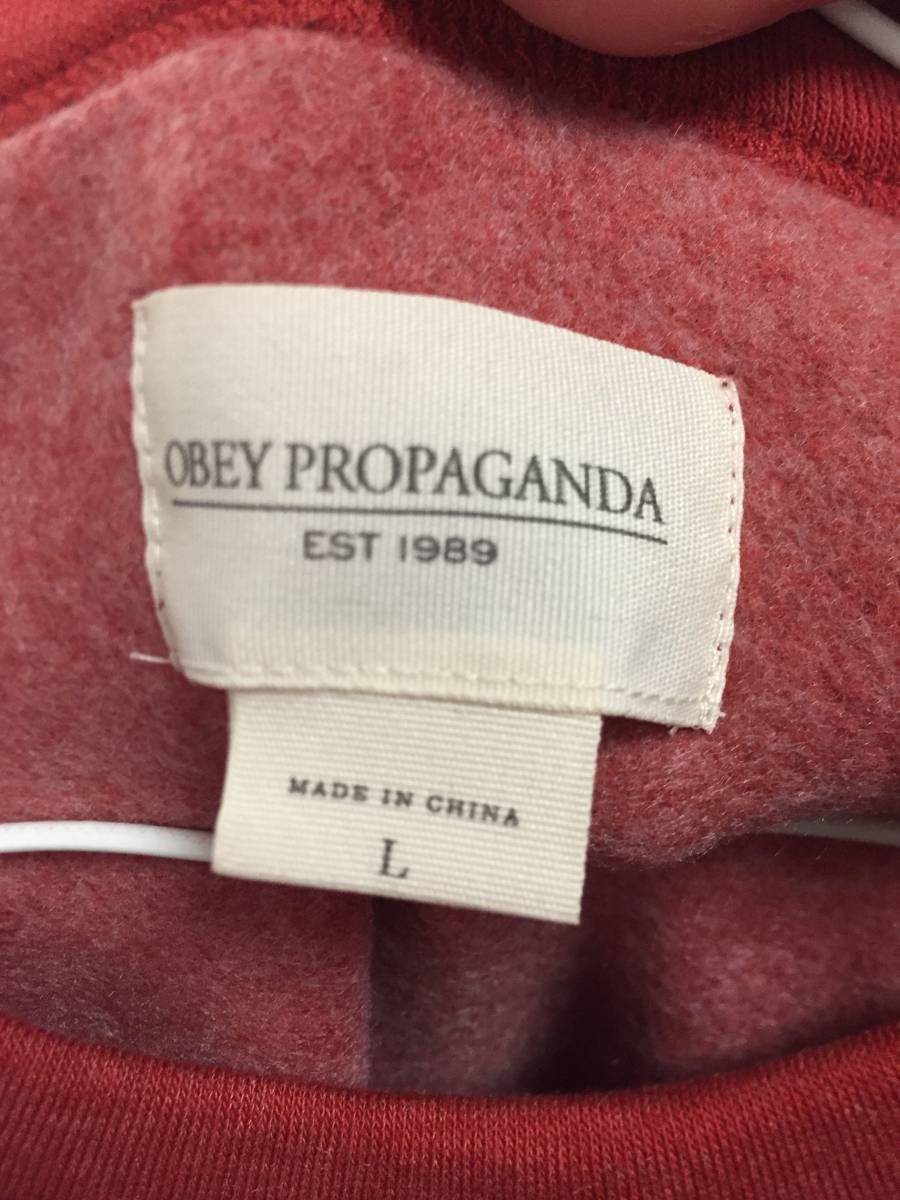 OBEY PROPAGANDA
EST 1989
MADE IN CHINA
L